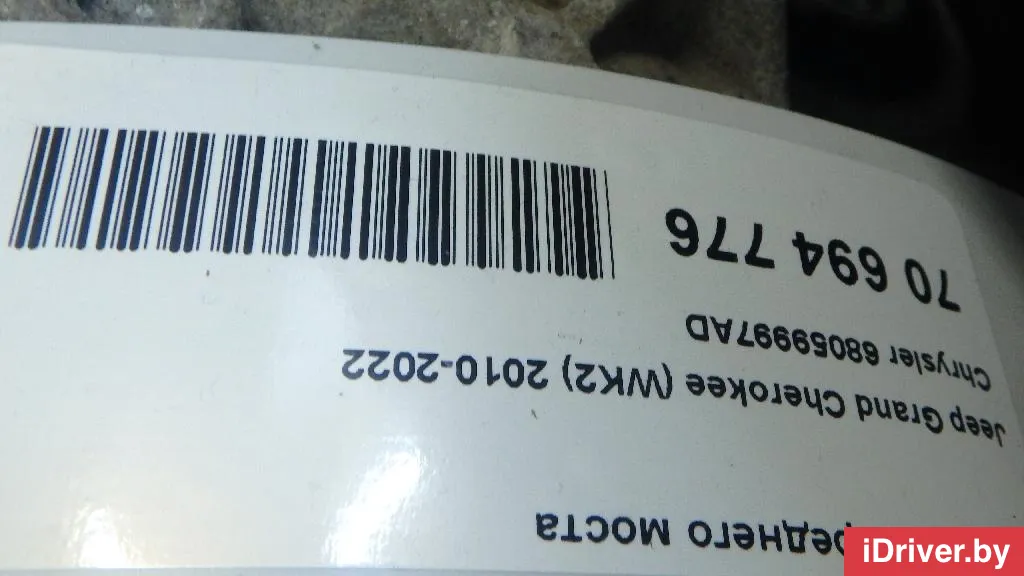 реднего моста
Jeep Grand Cherokee (WK2) 2010-2022
Chrysler 68059997AD
70 694 776
iDriver.by